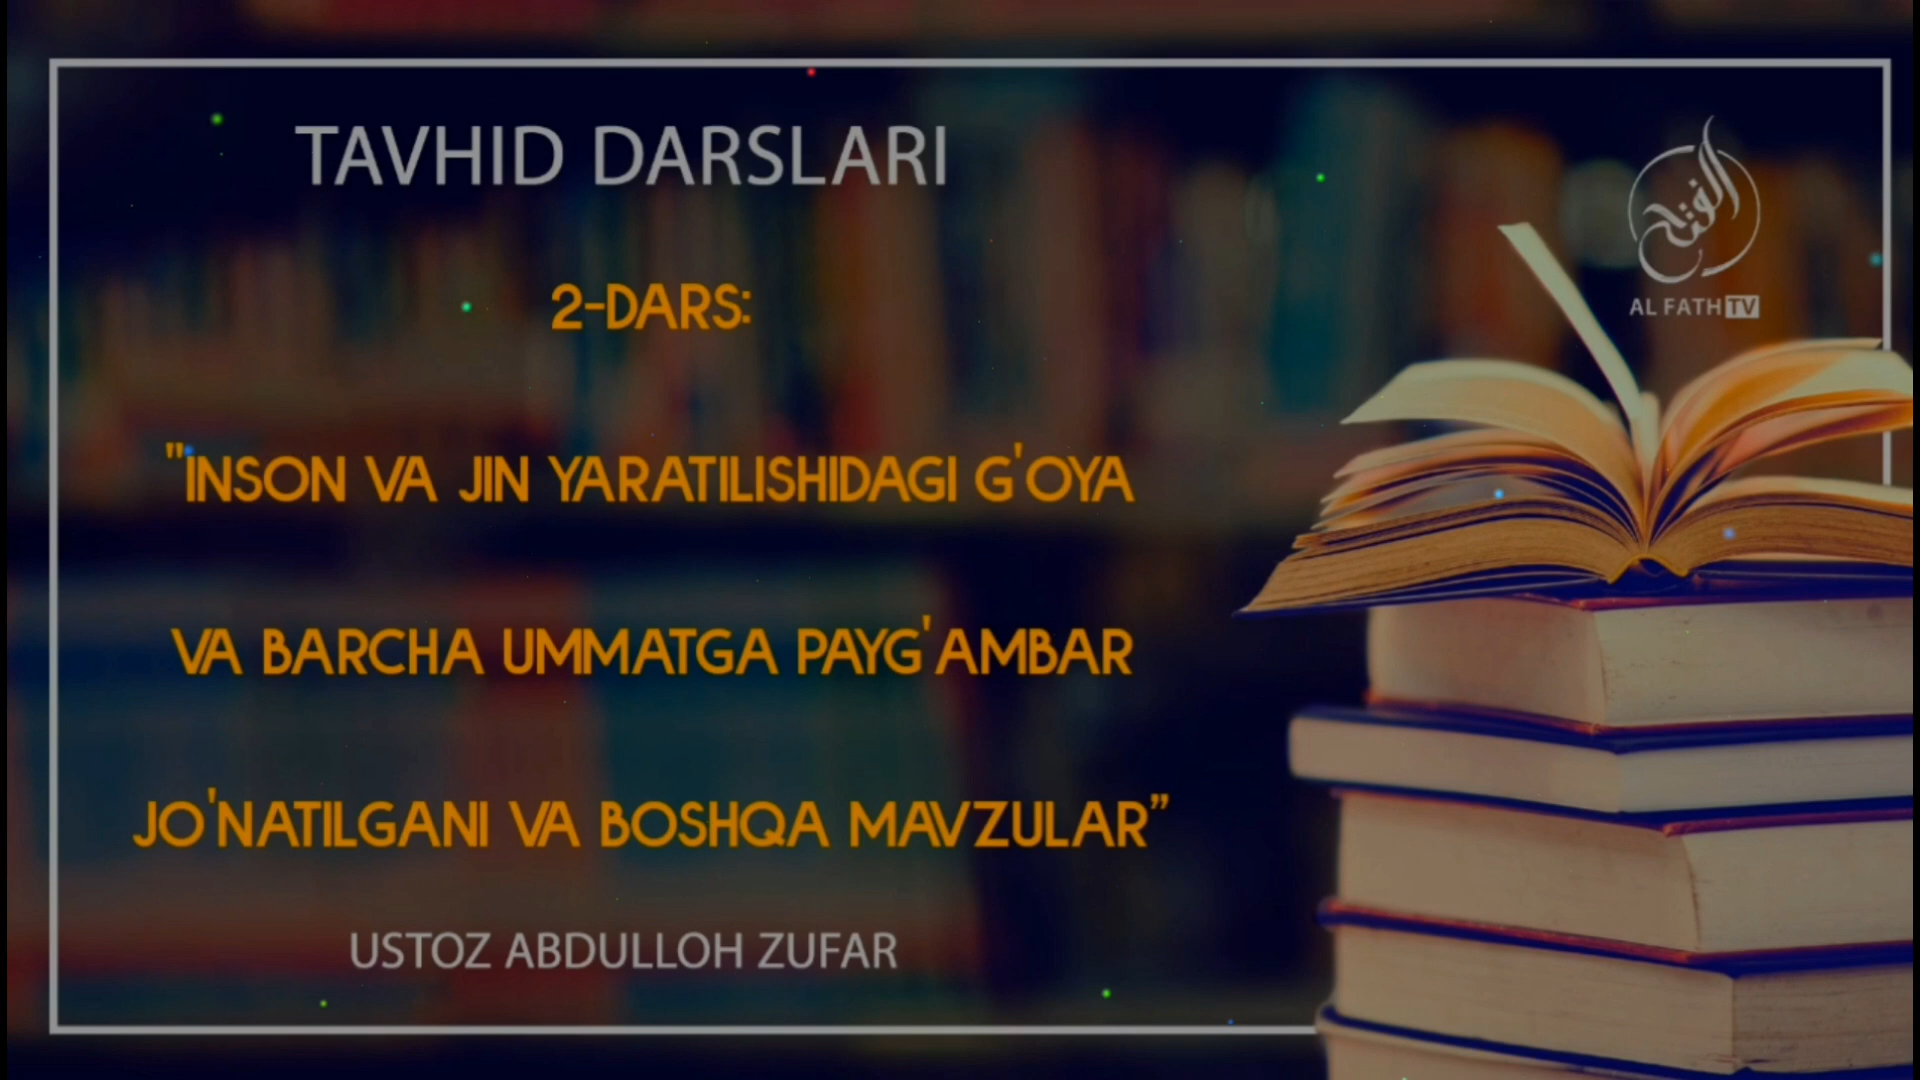 TAVHID DARSLARI
الفتح
AL FATH TV
2-DARS:
"INSON VA JIN YARATILISHIDAGI G'OYA
VA BARCHA UMMATGA PAYG'AMBAR
JO'NATILGANI VA BOSHQA MAVZULAR”
USTOZ ABDULLOH ZUFAR